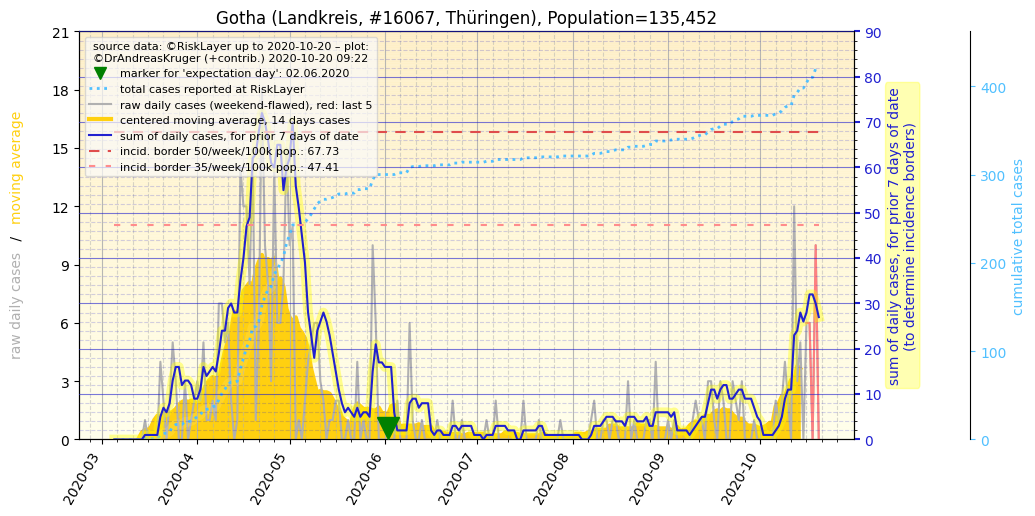 Gotha (Landkreis, #16067, Thüringen), Population=135,452
source data: ©RiskLayer up to 2020-10-20 – plot:
©DrAndreasKruger (+contrib.) 2020-10-20 09:22
marker for 'expectation day': 02.06.2020
total cases reported at RiskLayer
raw daily cases (weekend-flawed), red: last 5
centered moving average, 14 days cases
sum of daily cases, for prior 7 days of date
incid. border 50/week/100k pop.: 67.73
incid. border 35/week/100k pop.: 47.41
raw daily cases / moving average
21
18
15
12
9
6
3
0
2020-03
2020-04
2020-05
2020-06
2020-07
2020-08
2020-09
2020-10
90
80
70
60
50
40
30
20
10
0
sum of daily cases, for prior 7 days of date
(to determine incidence borders)
400
300
200
100
0
cumulative total cases